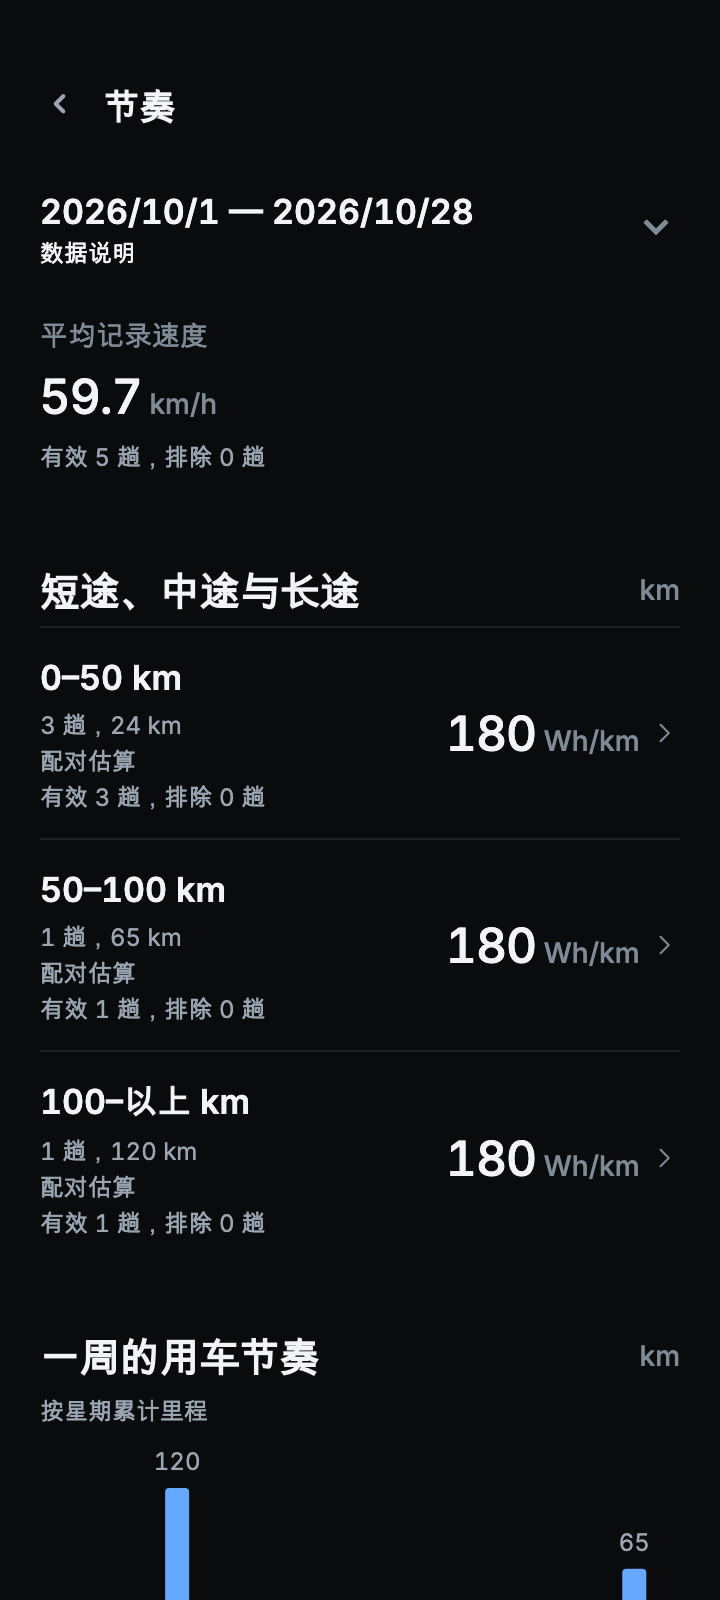 节奏
2026/10/1 — 2026/10/28
数据说明
平均记录速度
59.7 km/h
有效 5 趟，排除 0 趟
短途、中途与长途
km
0–50 km
3 趟，24 km
配对估算
有效 3 趟，排除 0 趟
180 Wh/km
50–100 km
1 趟，65 km
配对估算
有效 1 趟，排除 0 趟
180 Wh/km
100–以上 km
1 趟，120 km
配对估算
有效 1 趟，排除 0 趟
180 Wh/km
一周的用车节奏
km
按星期累计里程
120
65